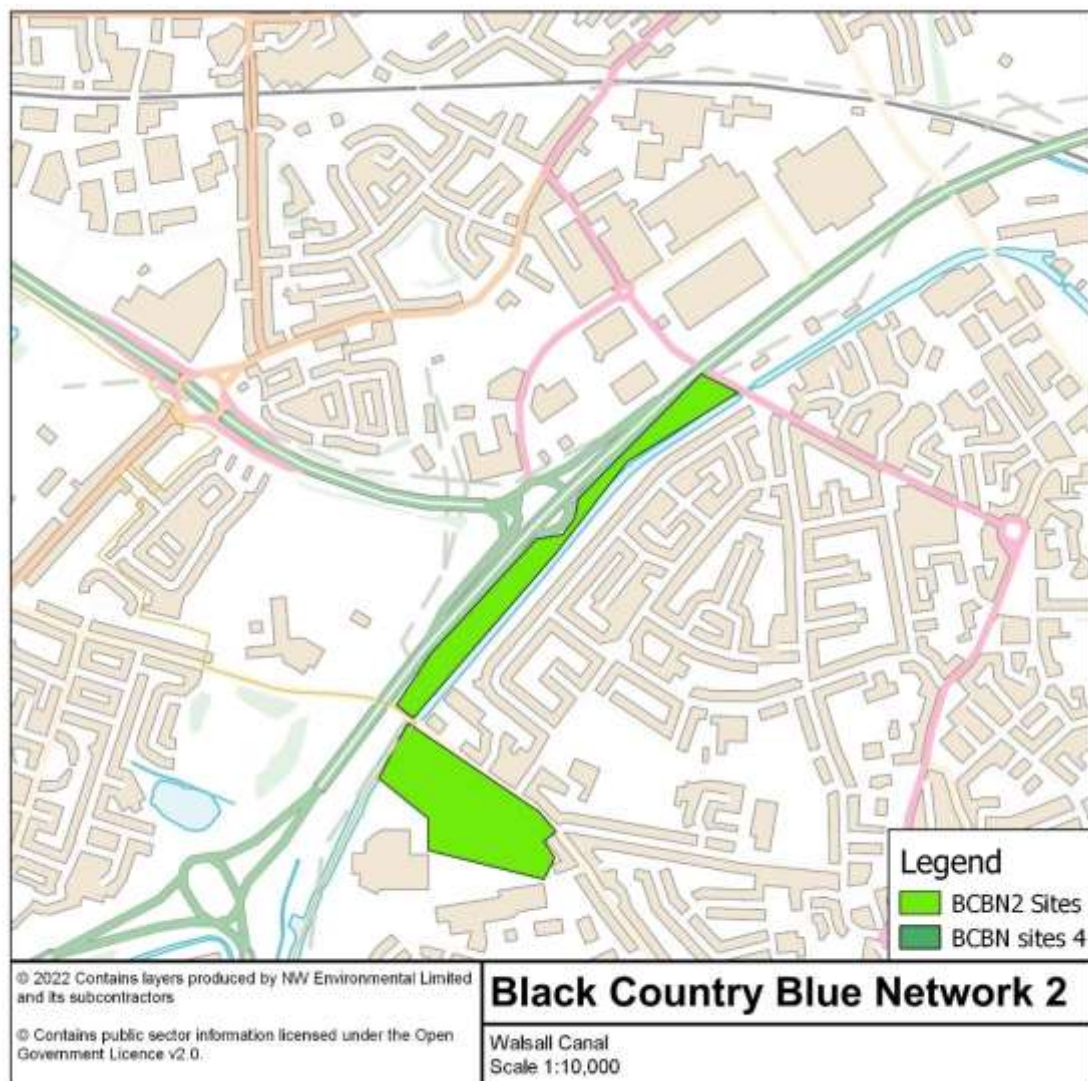 Legend
BCBN2 Sites
BCBN sites 4
© 2022 Contains layers produced by NW Environmental Limited
and its subcontractors
© Contains public sector information licensed under the Open
Government Licence v2.0.
Black Country Blue Network 2
Walsall Canal
Scale 1:10,000